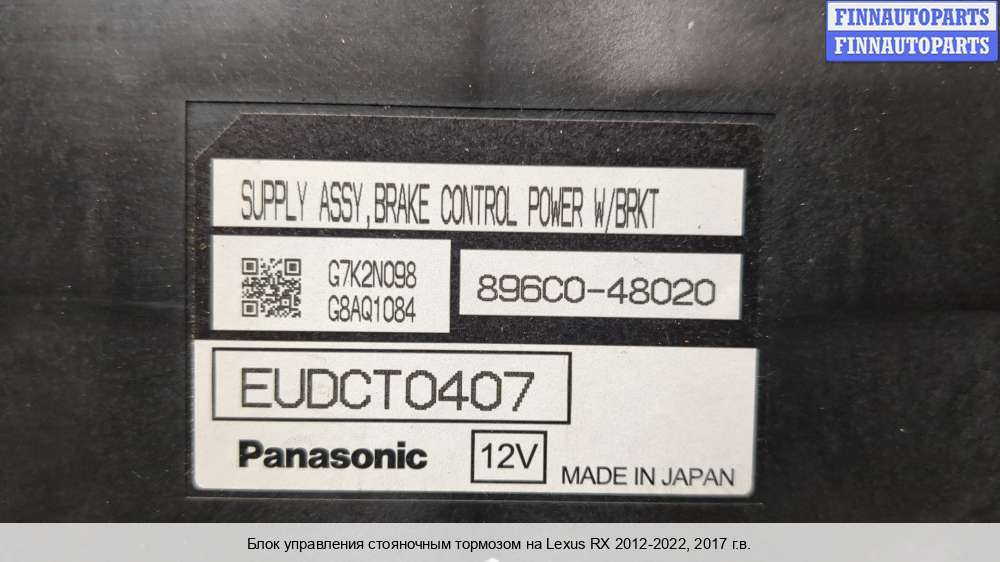 FINNAUTOPARTS
FINNAUTOPARTS
SUPPLY ASSY,BRAKE CONTROL POWER W/BRKT
G7K2N098
G8AQ1084
896C0-48020
EUDCT0407
Panasonic
12V
MADE IN JAPAN
Блок управления стояночным тормозом на Lexus RX 2012-2022, 2017 г.в.